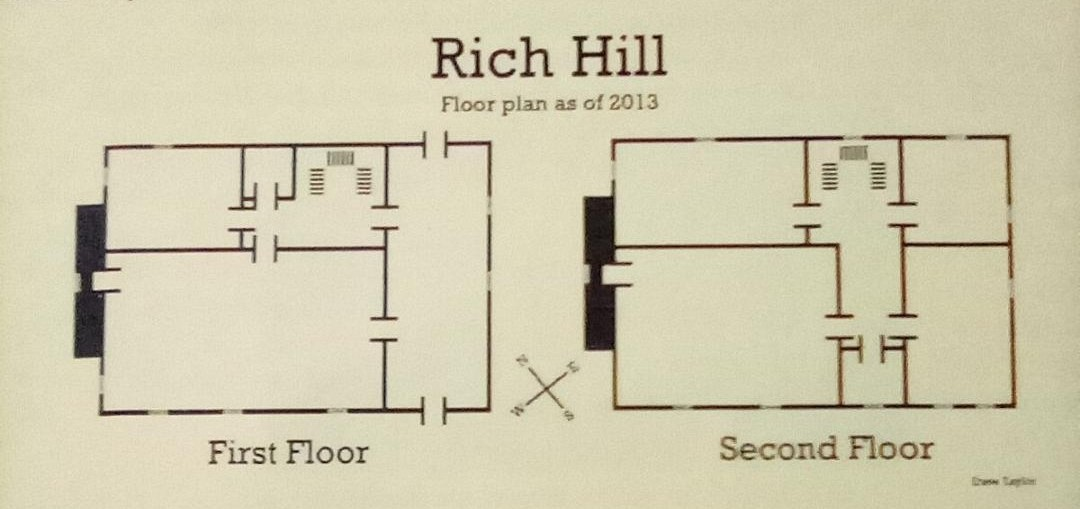 Rich Hill
Floor plan as of 2013
N
E
W
S
First Floor
Second Floor